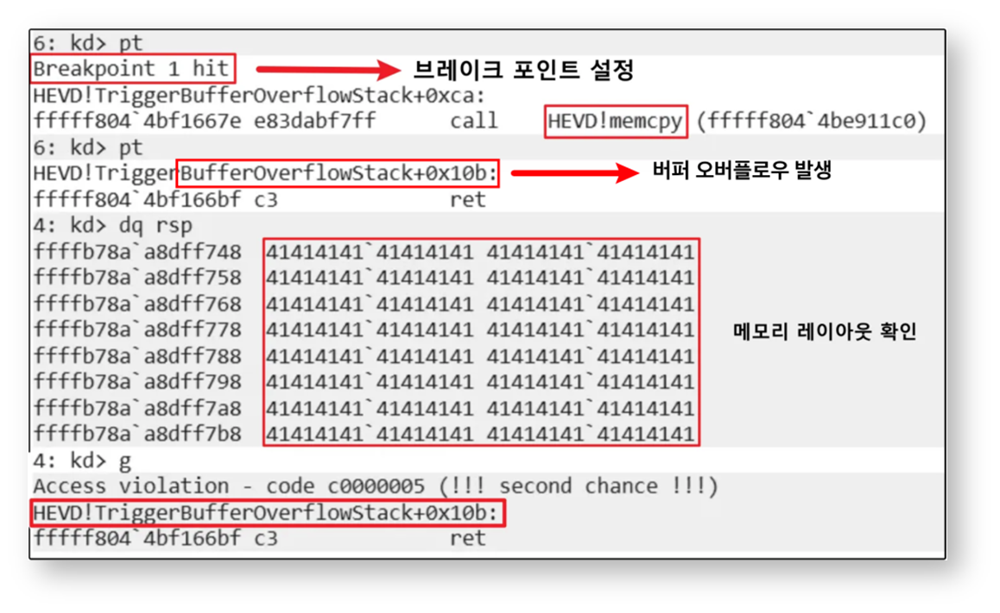 6: kd> pt
Breakpoint 1 hit 브레이크 포인트 설정
HEVD!TriggerBufferOverflowStack+0xca:
fffff804`4bf1667e e83dabf7ff call HEVD!memcpy (fffff804`4be911c0)
6: kd> pt
HEVD!TriggerBufferOverflowStack+0x10b: 버퍼 오버플로우 발생
fffff804`4bf166bf c3 ret
4: kd> dq rsp
ffffb78a`a8dff748 41414141`41414141 41414141`41414141
ffffb78a`a8dff758 41414141`41414141 41414141`41414141
ffffb78a`a8dff768 41414141`41414141 41414141`41414141
ffffb78a`a8dff778 41414141`41414141 41414141`41414141 메모리 레이아웃 확인
ffffb78a`a8dff788 41414141`41414141 41414141`41414141
ffffb78a`a8dff798 41414141`41414141 41414141`41414141
ffffb78a`a8dff7a8 41414141`41414141 41414141`41414141
ffffb78a`a8dff7b8 41414141`41414141 41414141`41414141
4: kd> g
Access violation - code c0000005 (!!! second chance !!!)
HEVD!TriggerBufferOverflowStack+0x10b:
fffff804`4bf166bf c3 ret